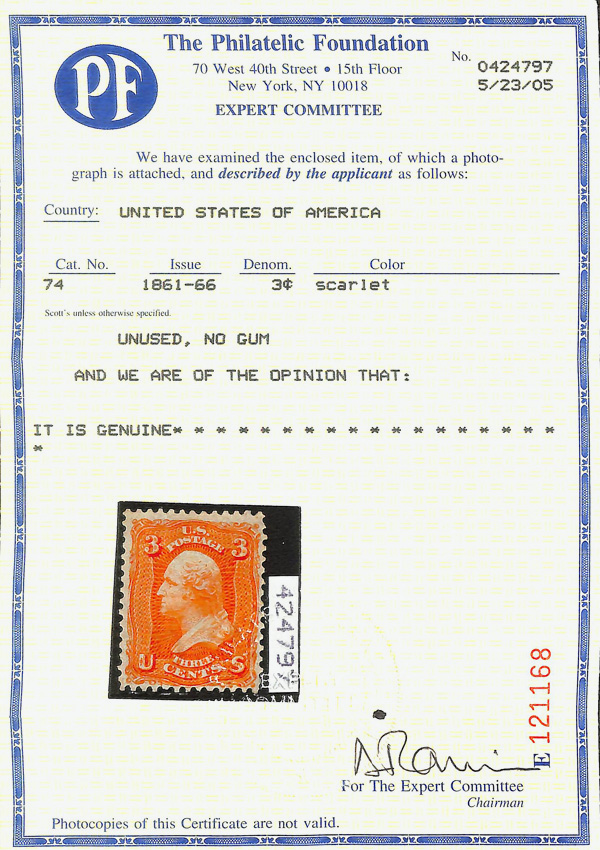 PF
The Philatelic Foundation
70 West 40th Street • 15th Floor
New York, NY 10018
EXPERT COMMITTEE
No. 0424797
5/23/05
We have examined the enclosed item, of which a photo-
graph is attached, and described by the applicant as follows:
Country: UNITED STATES OF AMERICA
Cat. No. Issue Denom. Color
74 1861-66 3¢ scarlet
Scott's unless otherwise specified.
UNUSED, NO GUM
AND WE ARE OF THE OPINION THAT:
IT IS GENUINE* * * * * * * * * * * * * * * * * * *
*
U.S.
POSTAGE
3 3
THREE
U S
CENTS
424797
E 121168
For The Expert Committee
Chairman
Photocopies of this Certificate are not valid.